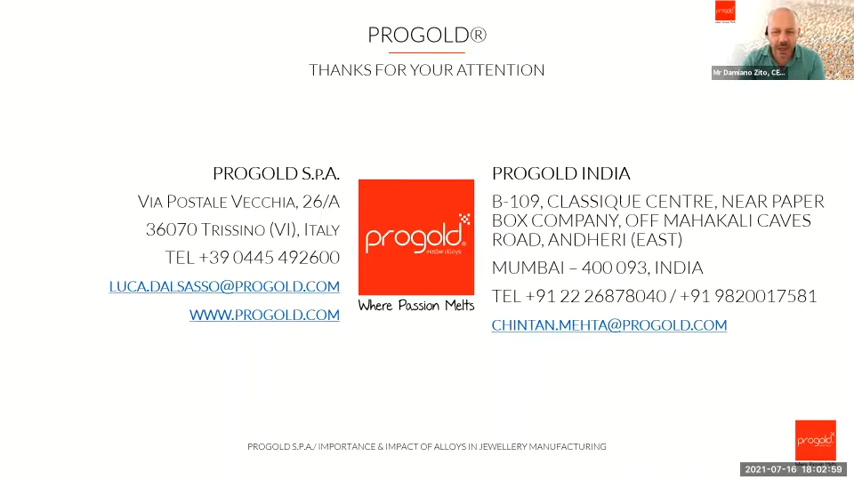 PROGOLD®
THANKS FOR YOUR ATTENTION
progold
Mr Damiano Zito, CE...
PROGOLD S.P.A.
VIA POSTALE VECCHIA, 26/A
36070 TRISSINO (VI), ITALY
TEL +39 0445 492600
LUCA.DALSASSO@PROGOLD.COM
WWW.PROGOLD.COM
progold®
master alloys
Where Passion Melts
PROGOLD INDIA
B-109, CLASSIQUE CENTRE, NEAR PAPER
BOX COMPANY, OFF MAHAKALI CAVES
ROAD, ANDHERI (EAST)
MUMBAI – 400 093, INDIA
TEL +91 22 26878040 / +91 9820017581
CHINTAN.MEHTA@PROGOLD.COM
PROGOLD S.P.A./ IMPORTANCE & IMPACT OF ALLOYS IN JEWELLERY MANUFACTURING
progold
2021-07-16 18:02:59